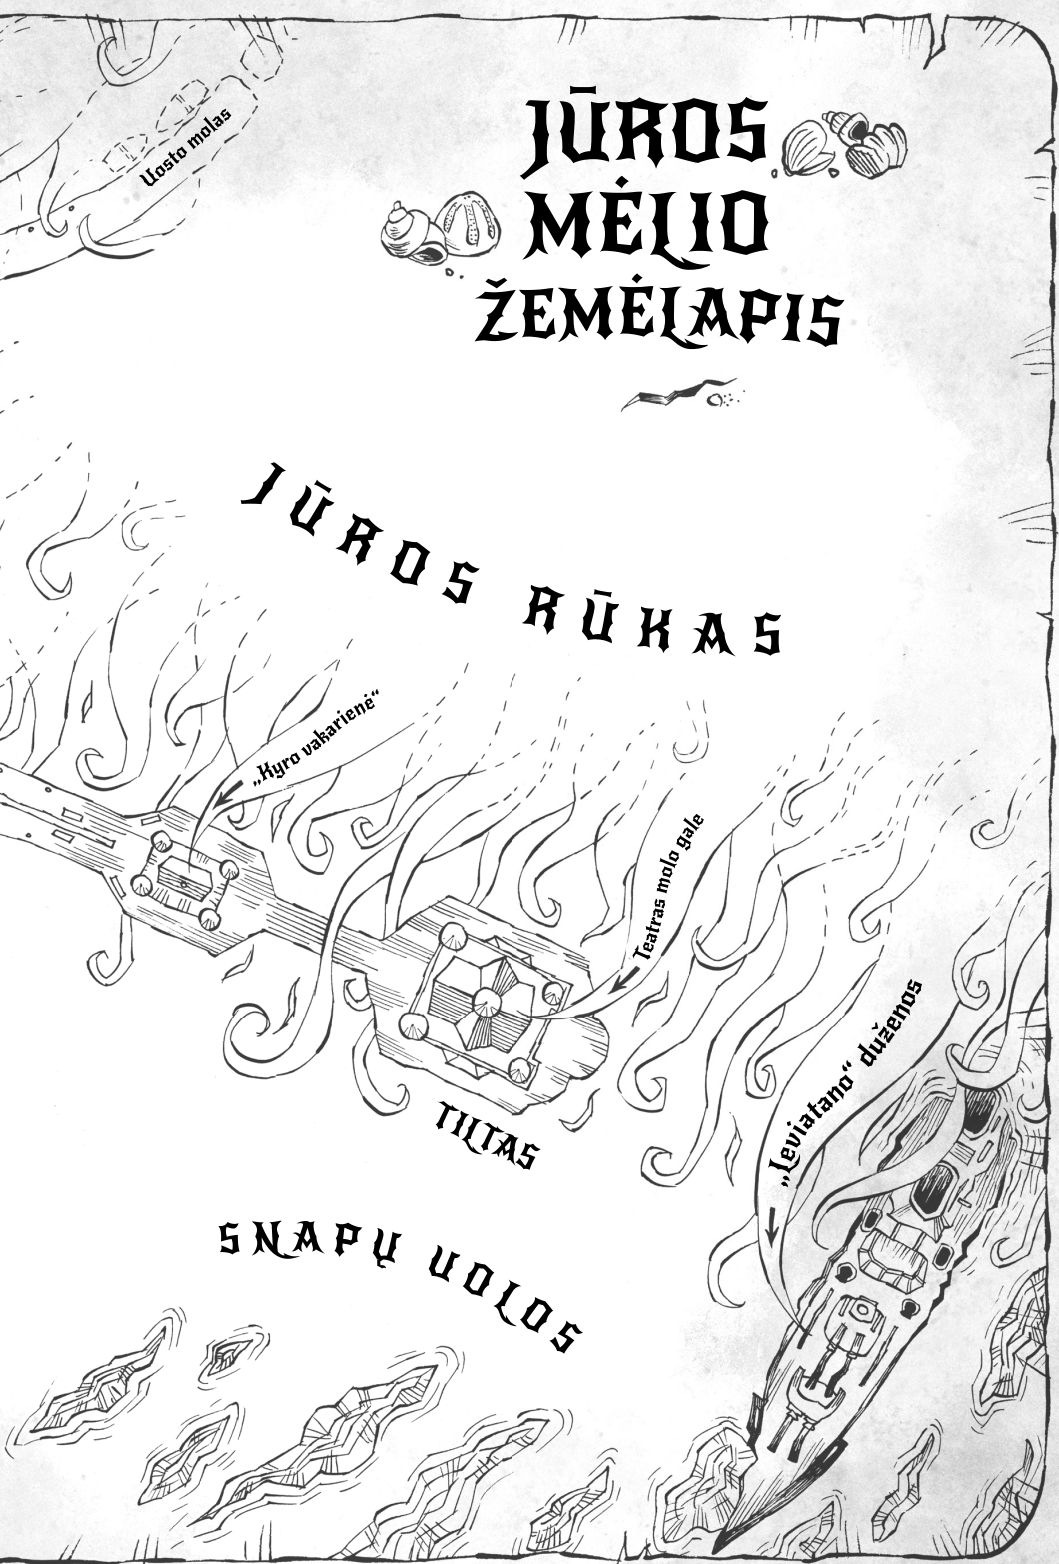 JŪROS
MĖLIO
ŽEMĖLAPIS
Uosto molas
JŪROS RŪKAS
„Kyro vakarienė“
Teatras molo gale
„Leviatano“ duženos
TILTAS
SNAPŲ UOLOS